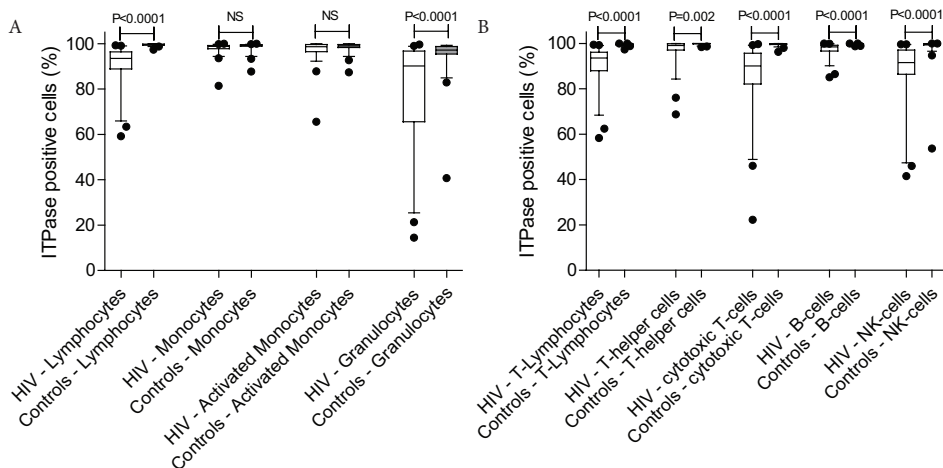 A
P<0.0001
NS
NS
P<0.0001
ITPase positive cells (%)
100
80
60
40
20
0
HIV - Lymphocytes
Controls - Lymphocytes
HIV - Monocytes
Controls - Monocytes
HIV - Activated Monocytes
Controls - Activated Monocytes
HIV - Granulocytes
Controls - Granulocytes
B
P<0.0001
P=0.002
P<0.0001
P<0.0001
P<0.0001
ITPase positive cells (%)
100
80
60
40
20
0
HIV - T-Lymphocytes
Controls - T-Lymphocytes
HIV - T-helper cells
Controls - T-helper cells
HIV - cytotoxic T-cells
Controls - cytotoxic T-cells
HIV - B-cells
Controls - B-cells
HIV - NK-cells
Controls - NK-cells